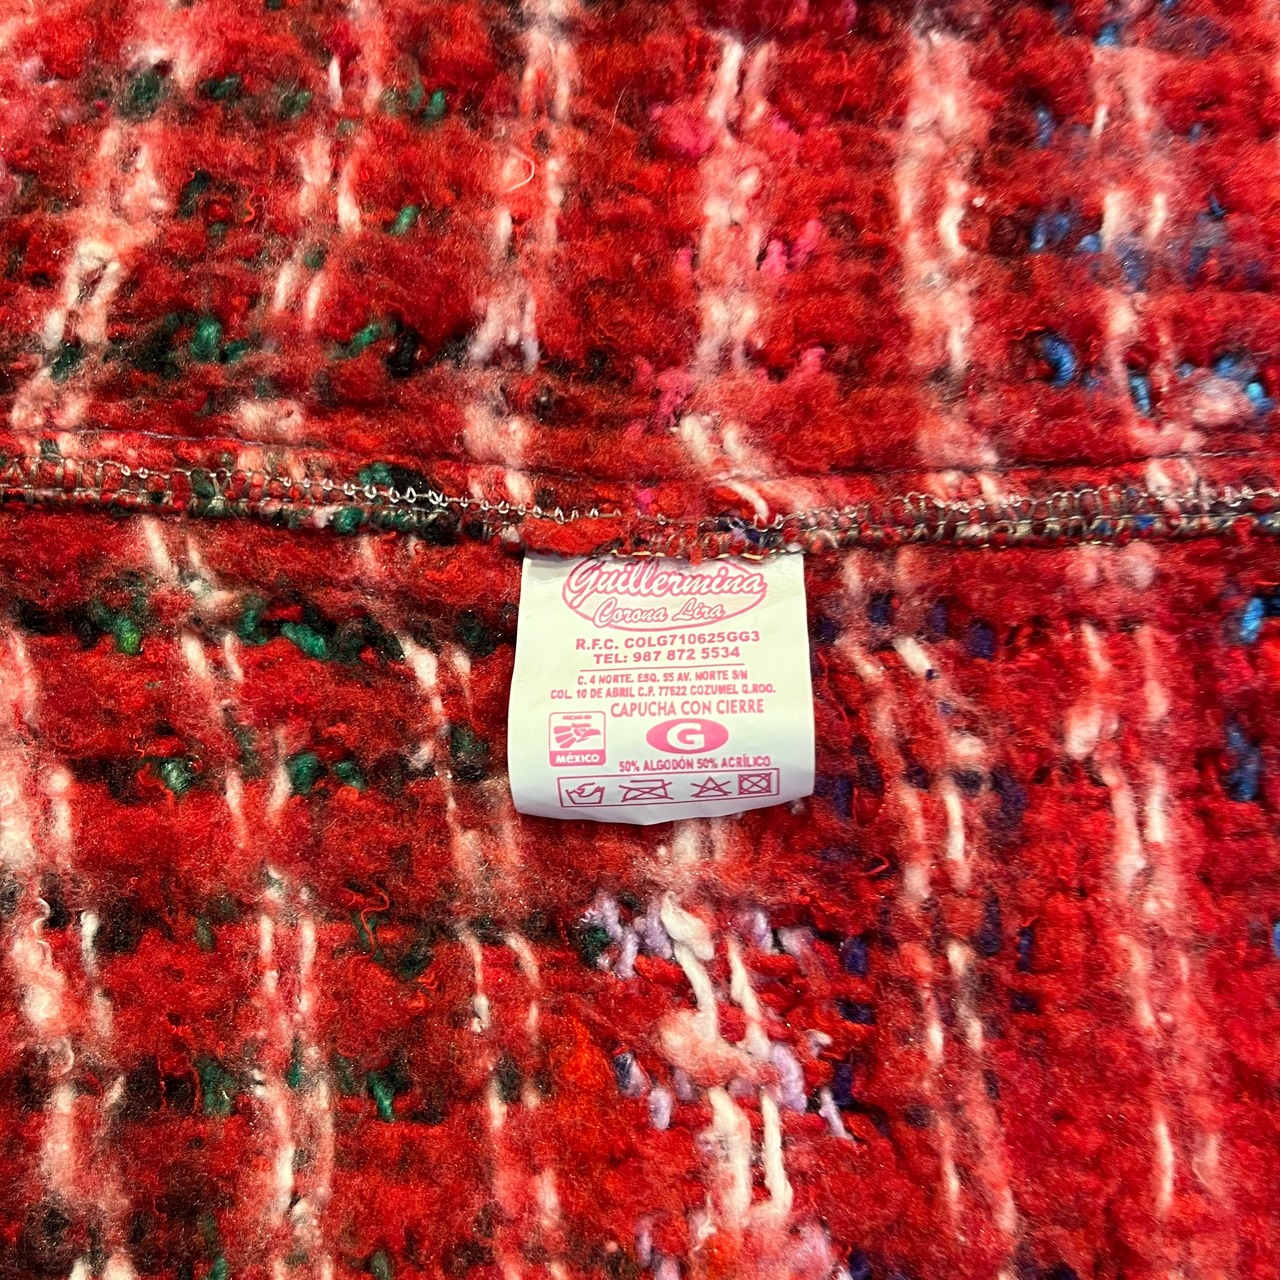 Guillermina
Corona Lira
R.F.C. COLG710625GG3
TEL: 987 872 5534
C. 4 NORTE. ESQ. 55 AV. NORTE S/N
COL. 10 DE ABRIL C.P. 77622 COZUMEL Q.ROO.
CAPUCHA CON CIERRE
G
MÉXICO
50% ALGODÓN 50% ACRÍLICO